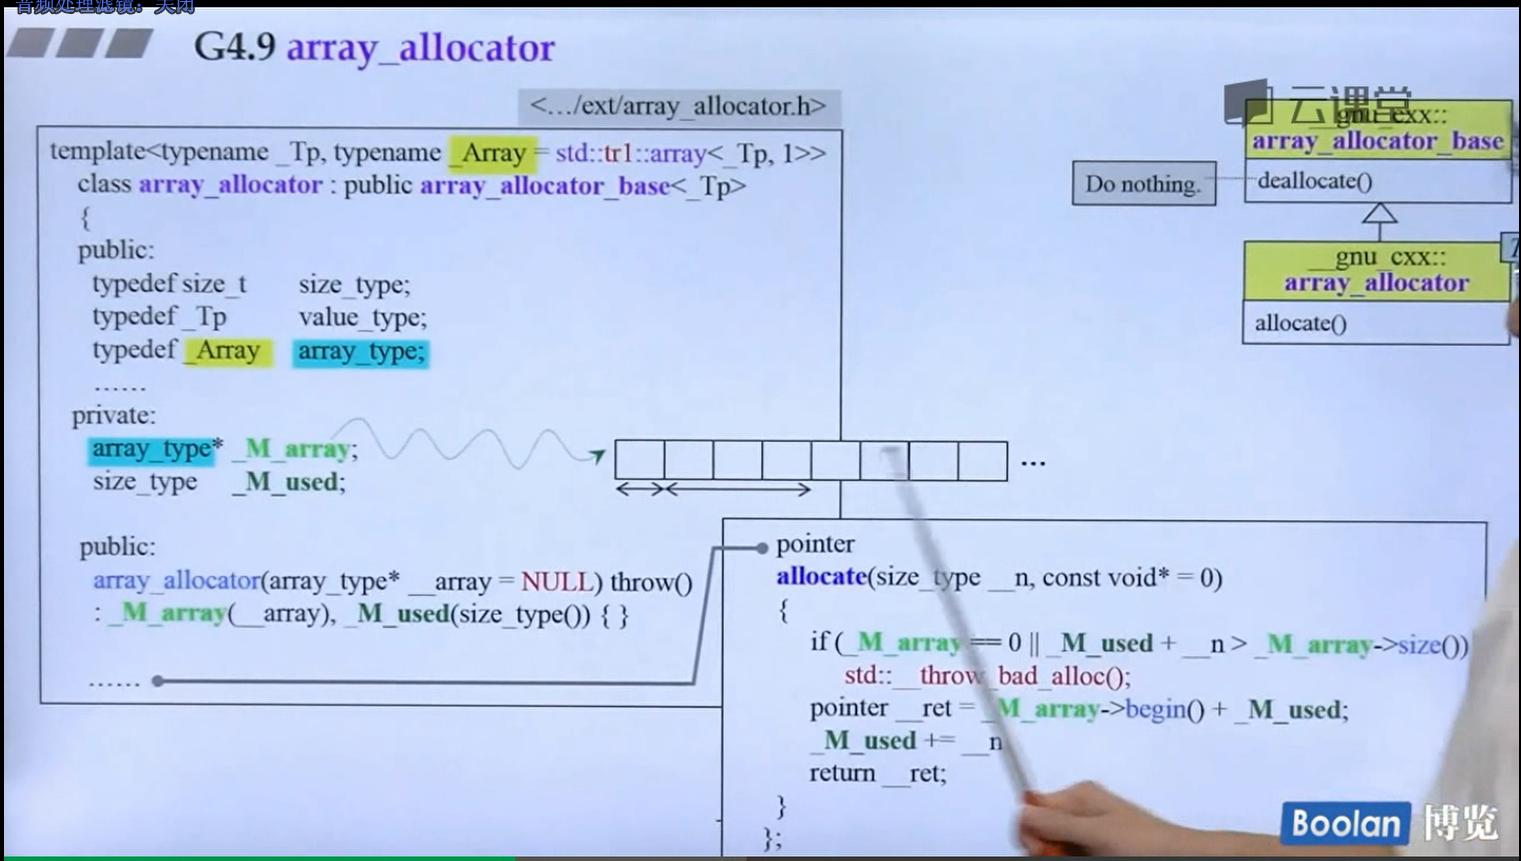 音频处理滤镜：关闭
G4.9 array_allocator
<.../ext/array_allocator.h>
template<typename _Tp, typename _Array = std::tr1::array<_Tp, 1>>
class array_allocator : public array_allocator_base<_Tp>
{
public:
typedef size_t size_type;
typedef _Tp value_type;
typedef _Array array_type;
......
private:
array_type* _M_array;
size_type _M_used;
public:
array_allocator(array_type* __array = NULL) throw()
: _M_array(__array), _M_used(size_type()) { }
......
...
pointer
allocate(size_type __n, const void* = 0)
{
if (_M_array == 0 || _M_used + __n > _M_array->size())
std::__throw_bad_alloc();
pointer __ret = _M_array->begin() + _M_used;
_M_used += __n
return __ret;
}
};
云课堂
__gnu_cxx::
array_allocator_base
Do nothing.
deallocate()
__gnu_cxx::
array_allocator
allocate()
Boolan 博览